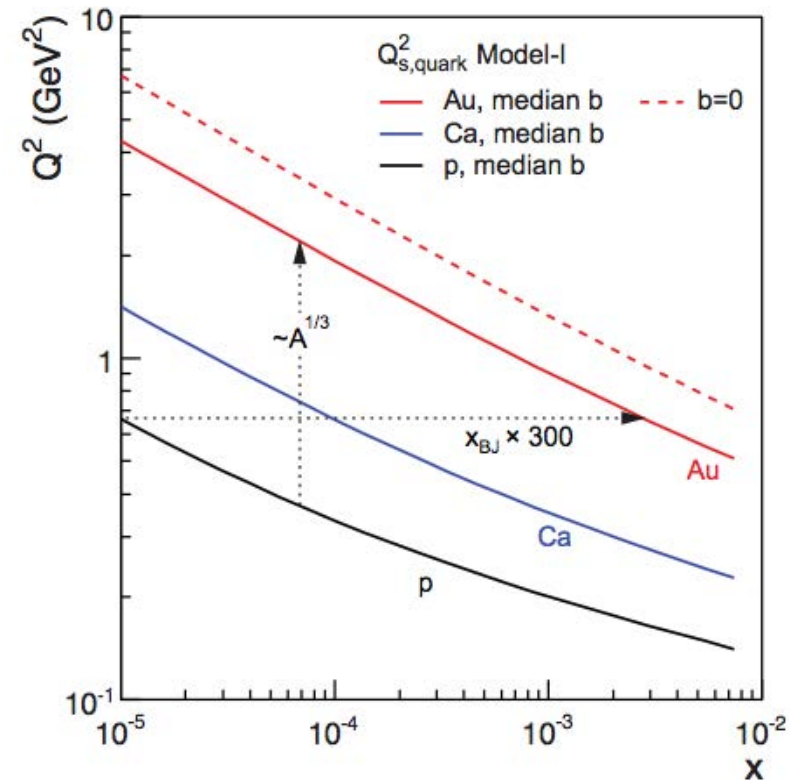 Q² (GeV²)
10
1
10⁻¹
Q²s,quark Model-I
Au, median b
b=0
Ca, median b
p, median b
~A^1/3
xBJ × 300
Au
Ca
p
10⁻⁵
10⁻⁴
10⁻³
10⁻²
x